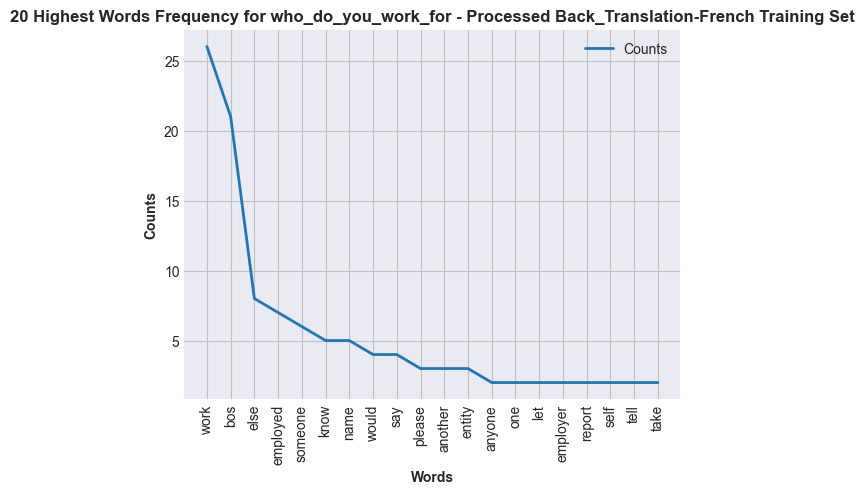 20 Highest Words Frequency for who_do_you_work_for - Processed Back_Translation-French Training Set
Counts
25
20
15
10
5
Counts
work
bos
else
employed
someone
know
name
would
say
please
another
entity
anyone
one
let
employer
report
self
tell
take
Words